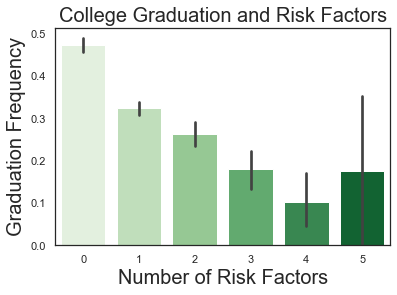 College Graduation and Risk Factors
Graduation Frequency
0.5
0.4
0.3
0.2
0.1
0.0
0 1 2 3 4 5
Number of Risk Factors